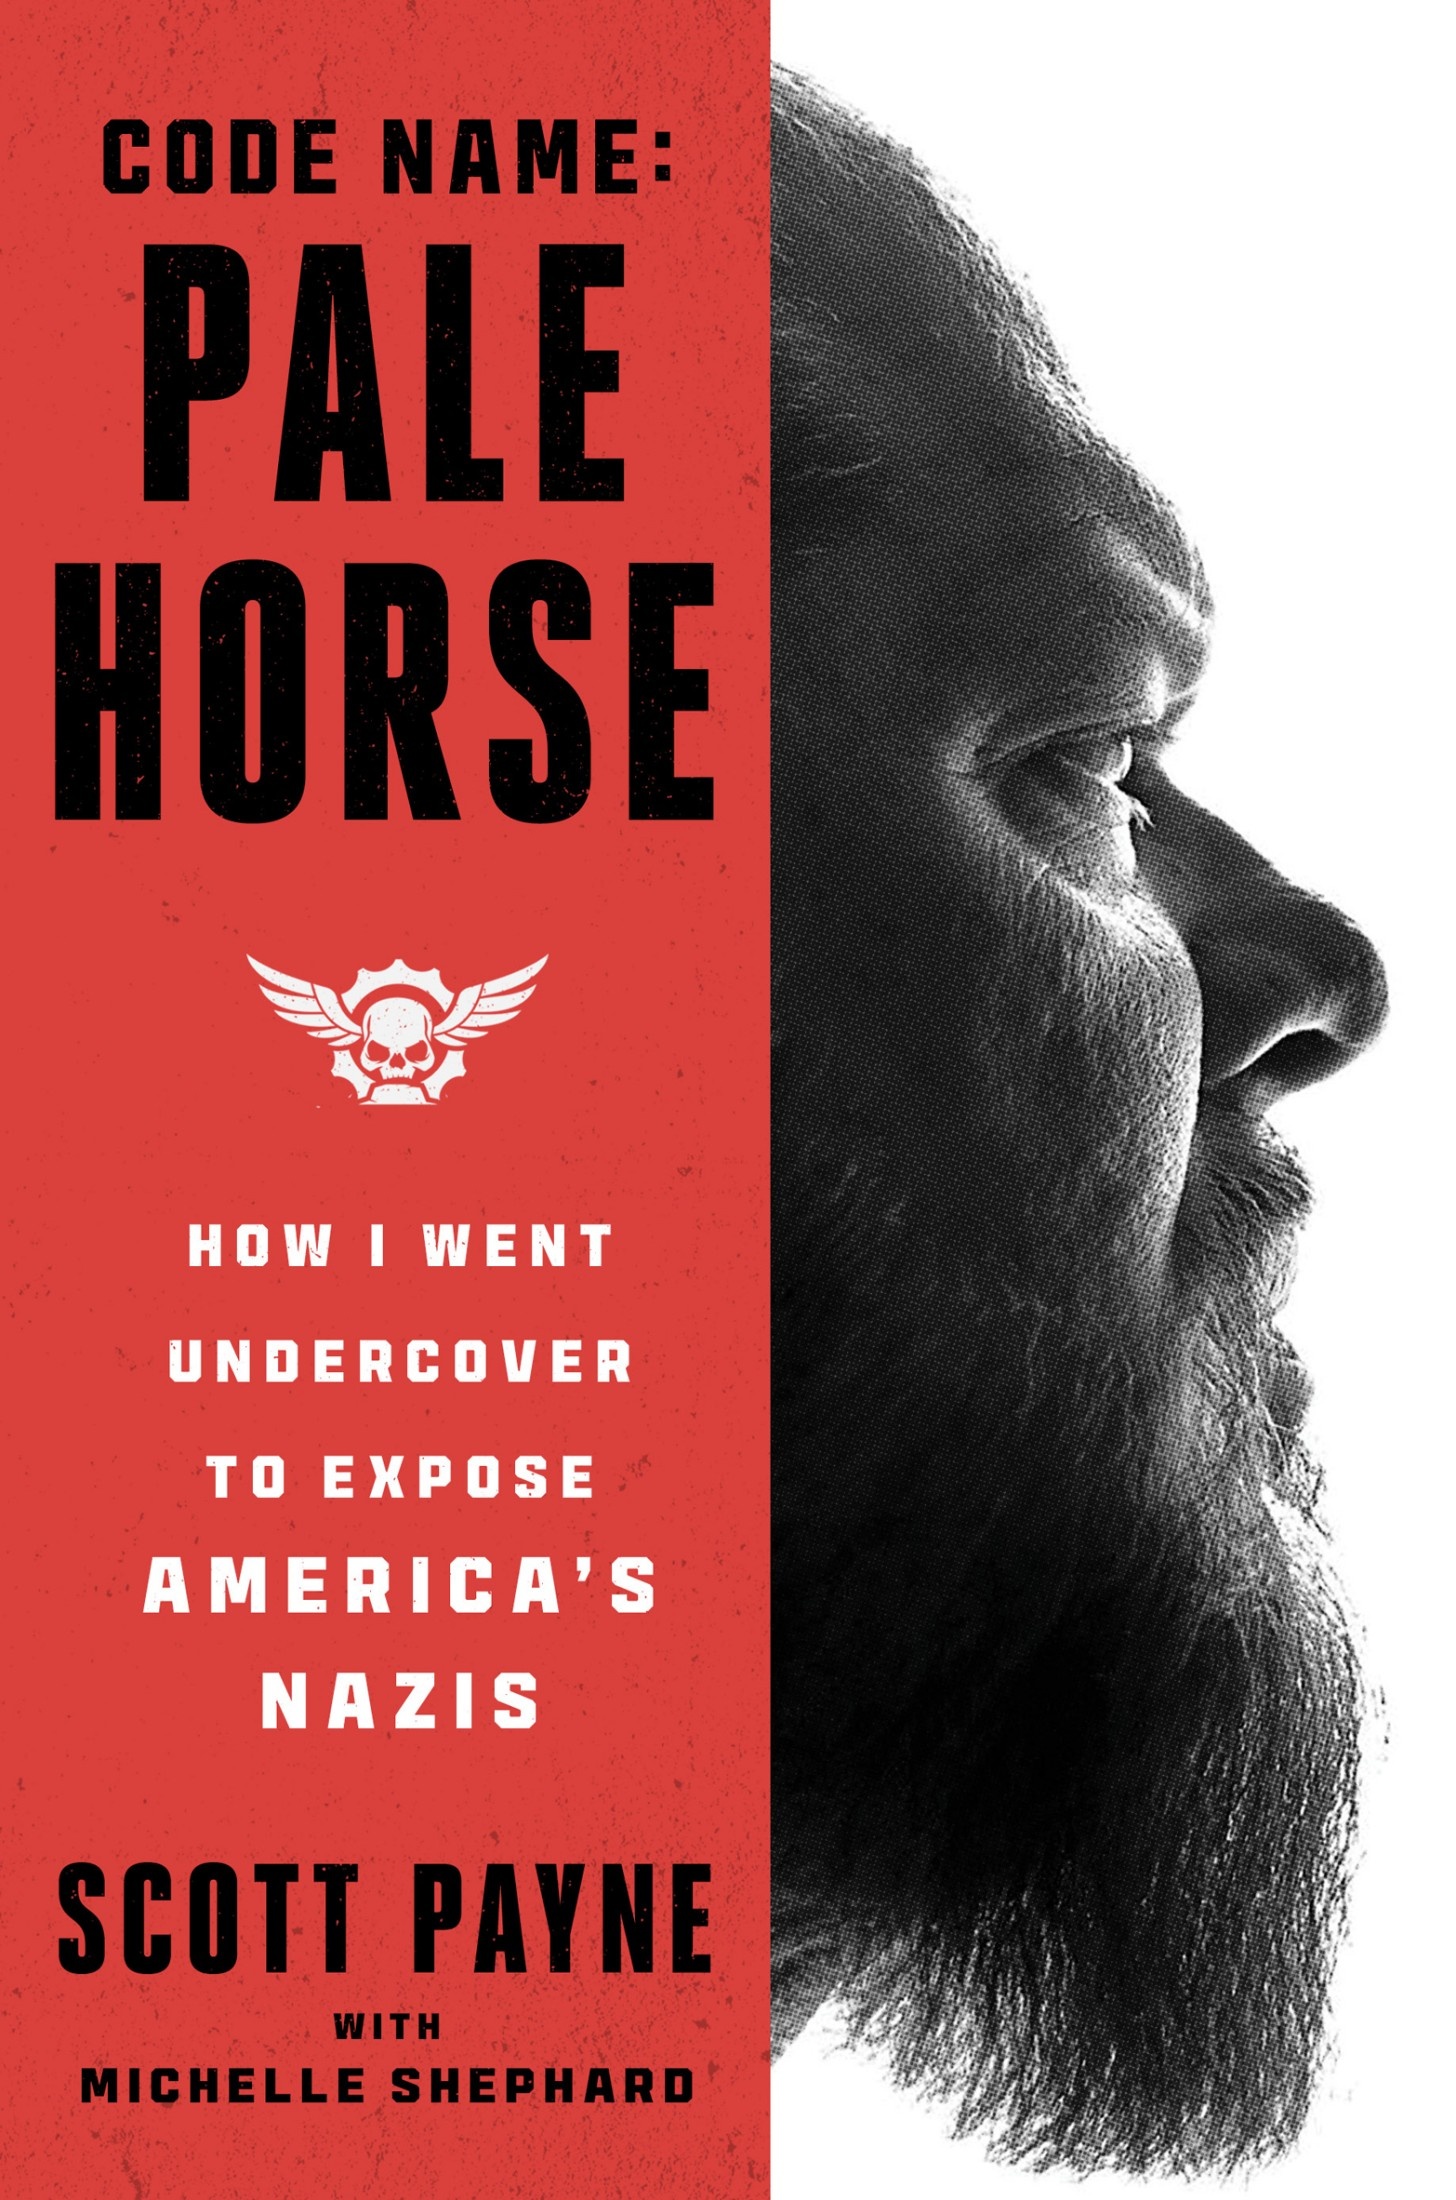 CODE NAME:
PALE
HORSE
HOW I WENT
UNDERCOVER
TO EXPOSE
AMERICA'S
NAZIS
SCOTT PAYNE
WITH
MICHELLE SHEPHARD